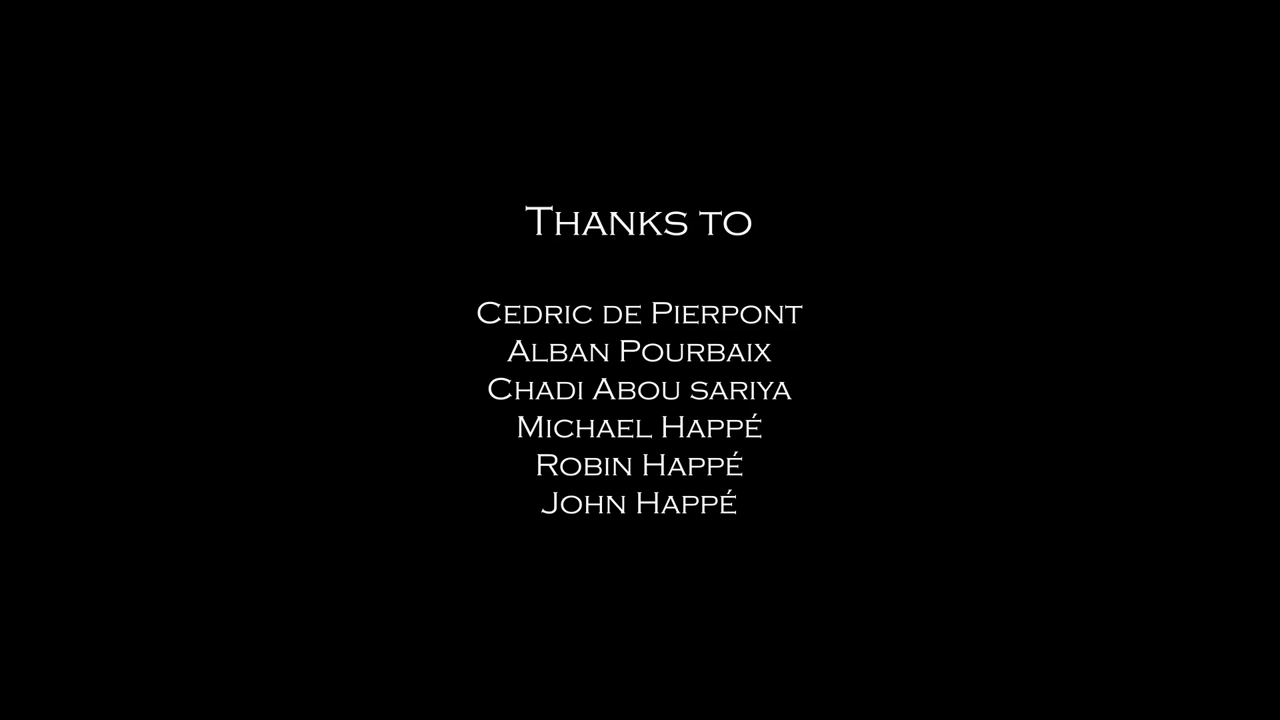 Thanks to
Cedric de Pierpont
Alban Pourbaix
Chadi Abou sariya
Michael Happé
Robin Happé
John Happé